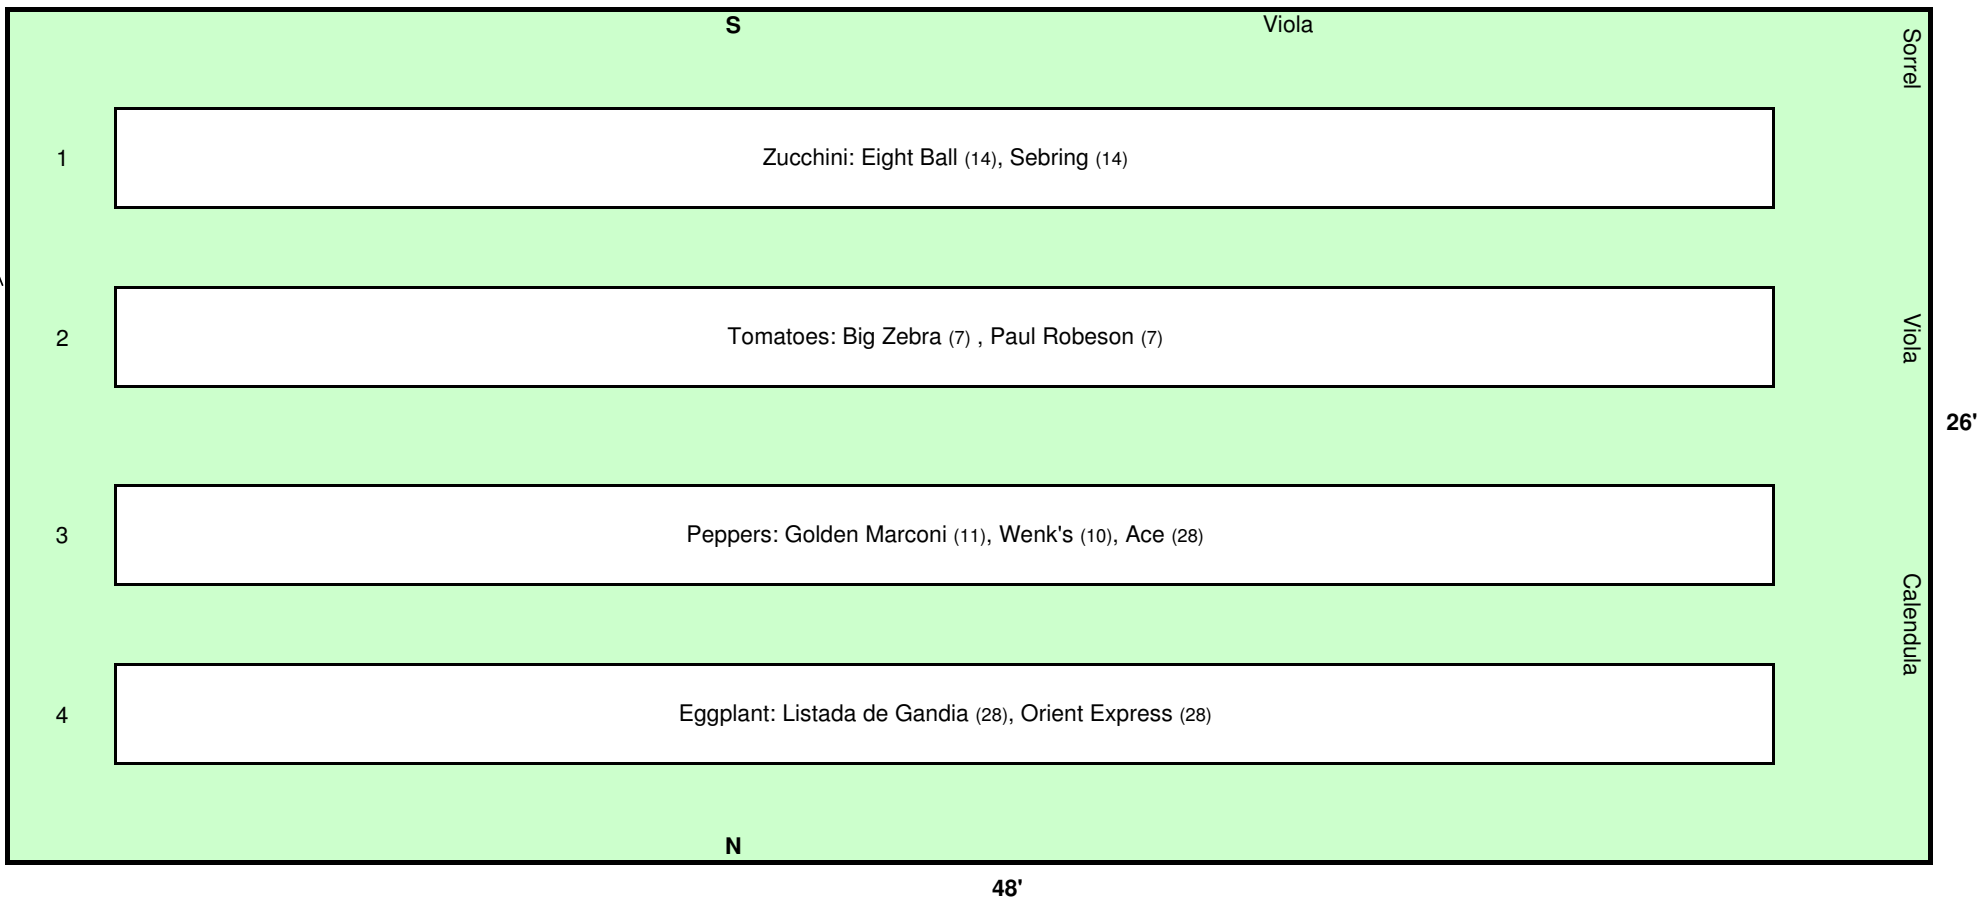 S
Viola
Sorrel
1
Zucchini: Eight Ball (14), Sebring (14)
2
Tomatoes: Big Zebra (7) , Paul Robeson (7)
Viola
26'
3
Peppers: Golden Marconi (11), Wenk's (10), Ace (28)
Calendula
4
Eggplant: Listada de Gandia (28), Orient Express (28)
N
48'